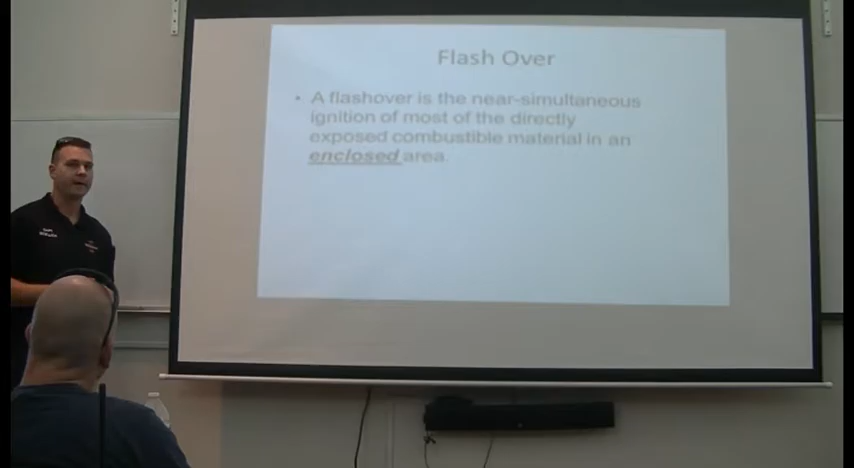 Flash Over
• A flashover is the near-simultaneous
ignition of most of the directly
exposed combustible material in an
enclosed area.